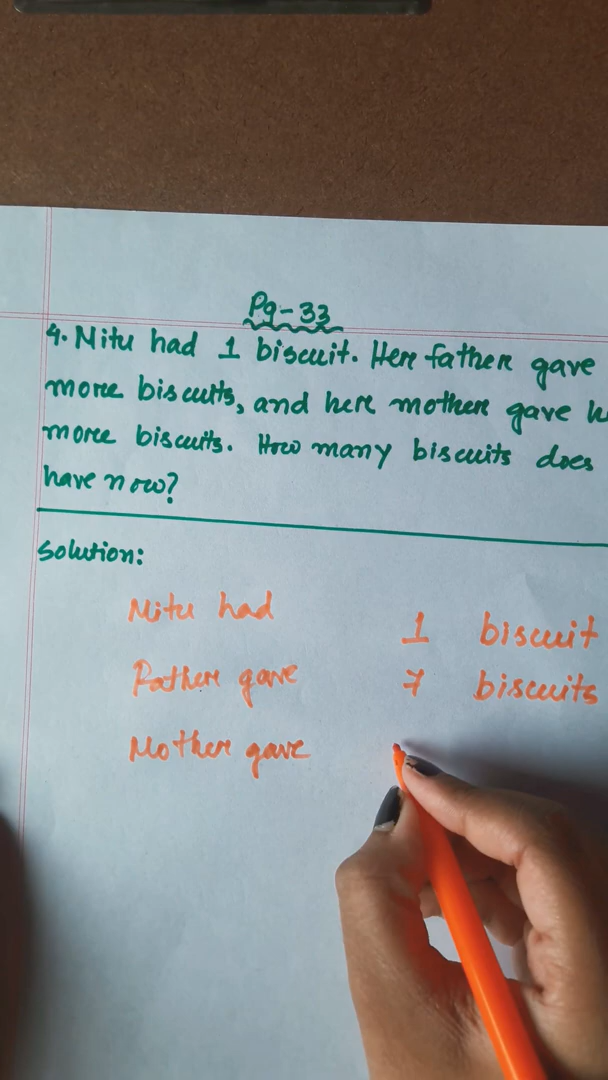 Pg-33
4. Nitu had 1 biscuit. Her father gave
more biscuits, and her mother gave
more biscuits. How many biscuits does
have now?
Solution:
Nitu had 1 biscuit
Father gave 7 biscuits
Mother gave